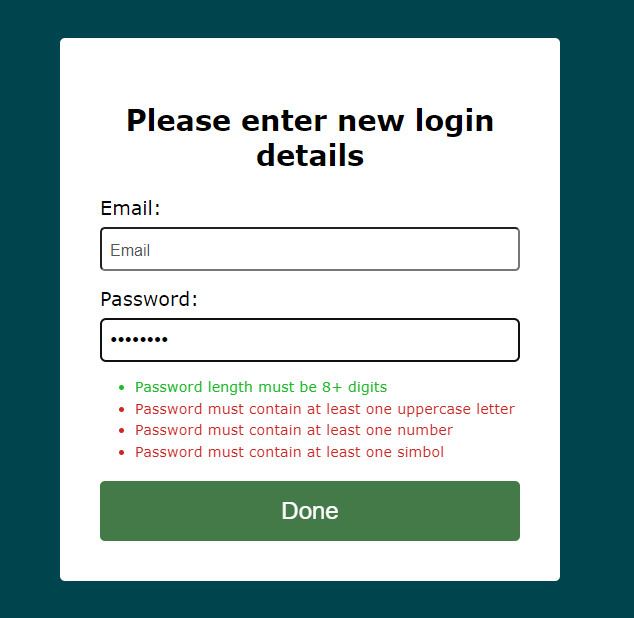 Please enter new login
details
Email:
Email
Password:
••••••••
Password length must be 8+ digits
Password must contain at least one uppercase letter
Password must contain at least one number
Password must contain at least one simbol
Done